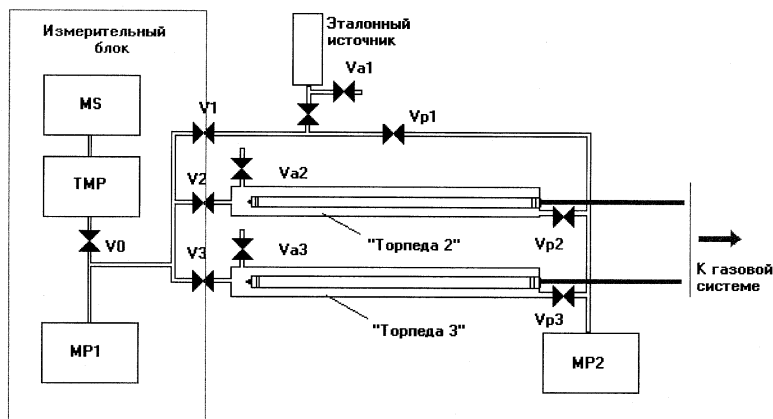 Измерительный
блок
Эталонный
источник
Va1
MS
V1
Vp1
TMP
V2
Va2
V0
V3
"Торпеда 2"
Vp2
Va3
К газовой
системе
"Торпеда 3"
Vp3
MP1
MP2